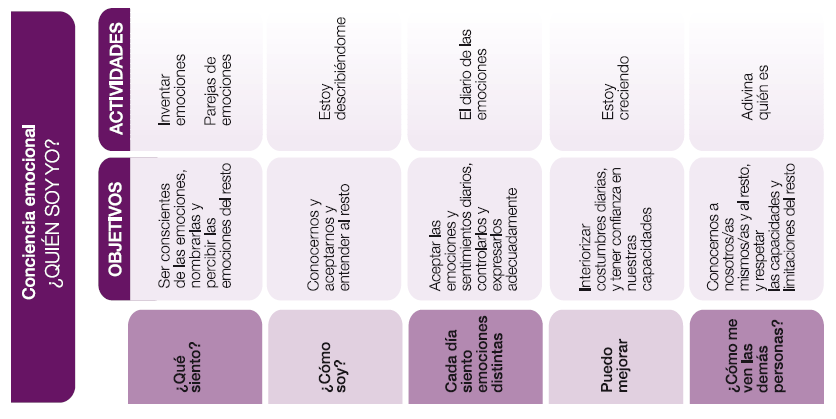 Conciencia emocional
¿QUIÉN SOY YO?
OBJETIVOS
ACTIVIDADES
¿Qué
siento?
Ser conscientes
de las emociones,
nombrarlas y
percibir las
emociones del resto
Inventar
emociones
Parejas de
emociones
¿Cómo
soy?
Conocernos y
aceptarnos y
entender al resto
Estoy
describiéndome
Cada día
siento
emociones
distintas
Aceptar las
emociones y
sentimientos diarios,
controlarlos y
expresarlos
adecuadamente
El diario de las
emociones
Puedo
mejorar
Interiorizar
costumbres diarias,
y tener confianza en
nuestras
capacidades
Estoy
creciendo
¿Cómo me
ven las
demás
personas?
Conocernos a
nosotros/as
mismos/as y al resto,
y respetar
las capacidades y
limitaciones del resto
Adivina
quién es